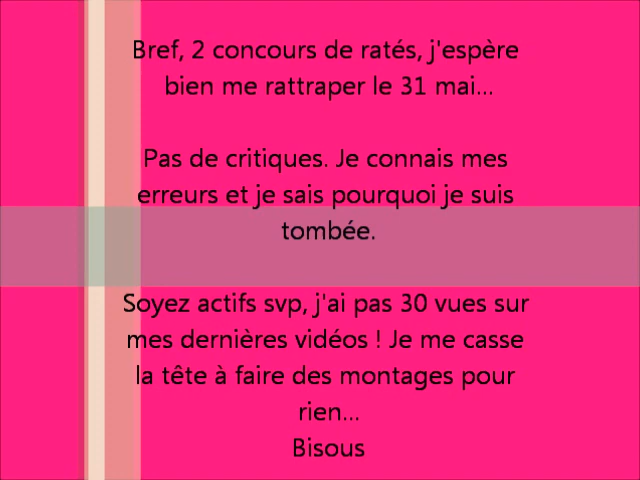 Bref, 2 concours de ratés, j'espère
bien me rattraper le 31 mai...
Pas de critiques. Je connais mes
erreurs et je sais pourquoi je suis
tombée.
Soyez actifs svp, j'ai pas 30 vues sur
mes dernières vidéos ! Je me casse
la tête à faire des montages pour
rien...
Bisous